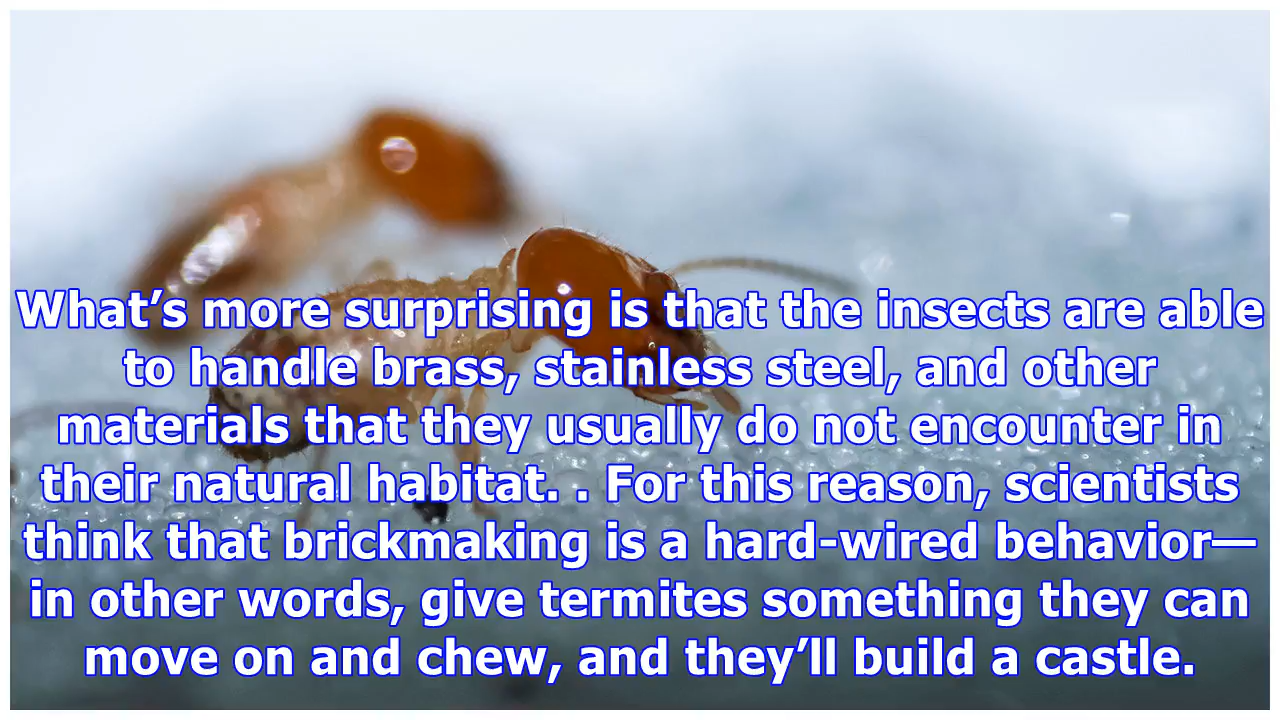 What’s more surprising is that the insects are able
to handle brass, stainless steel, and other
materials that they usually do not encounter in
their natural habitat. . For this reason, scientists
think that brickmaking is a hard-wired behavior—
in other words, give termites something they can
move on and chew, and they’ll build a castle.